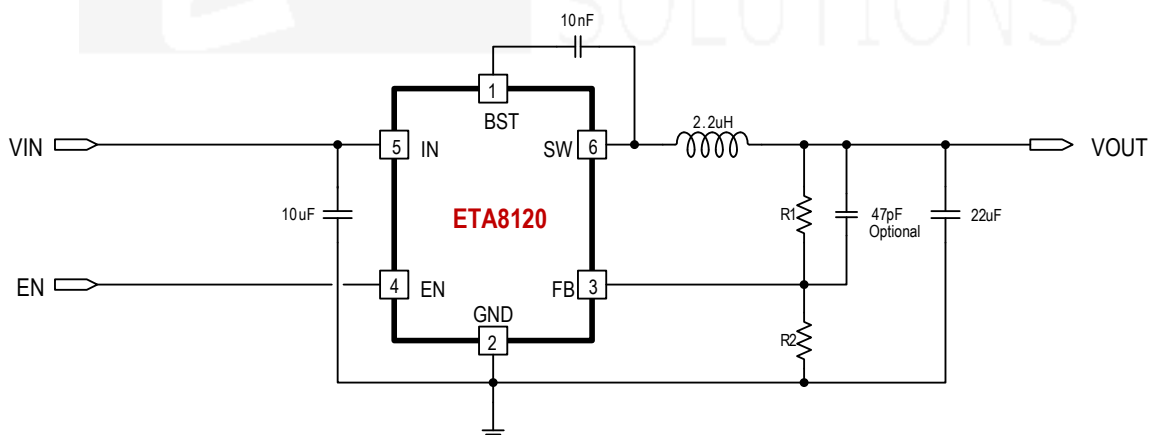 SOLUTIONS
10nF
1
BST
2.2uH
VIN
5
IN
SW
6
VOUT
10uF
ETA8120
R1
47pF
Optional
22uF
EN
4
EN
FB
3
GND
2
R2